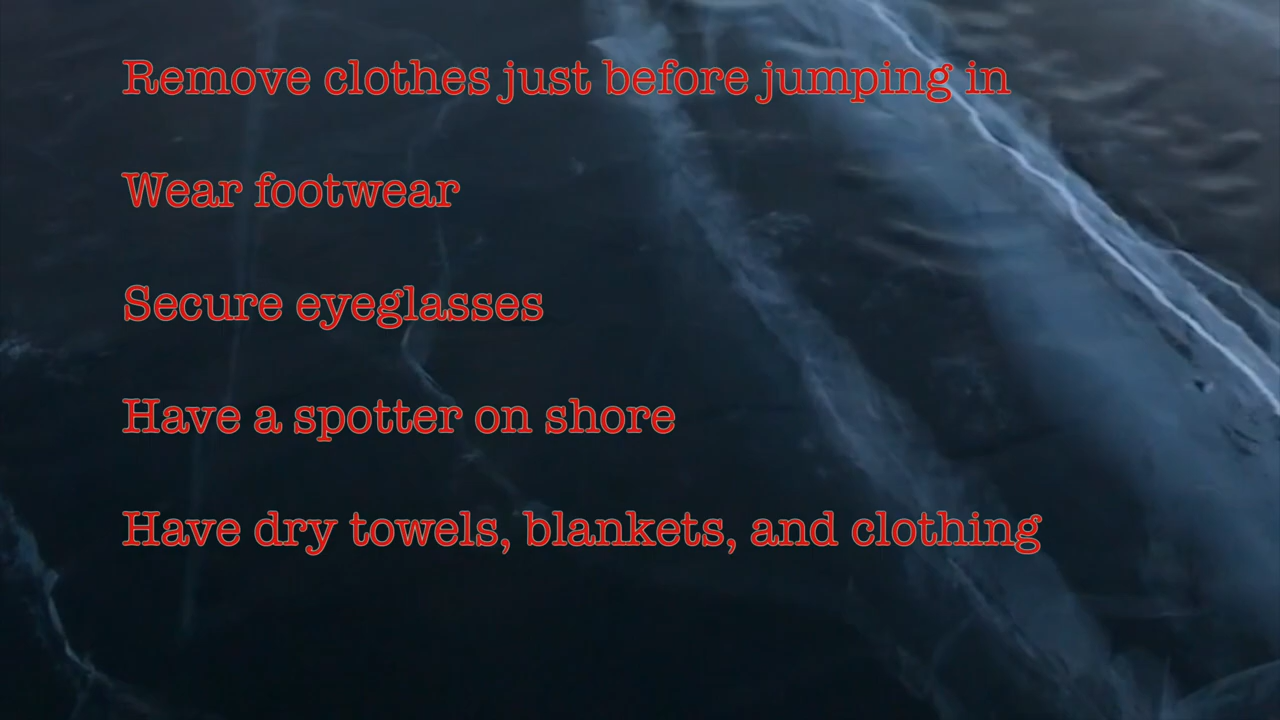 Remove clothes just before jumping in
Wear footwear
Secure eyeglasses
Have a spotter on shore
Have dry towels, blankets, and clothing